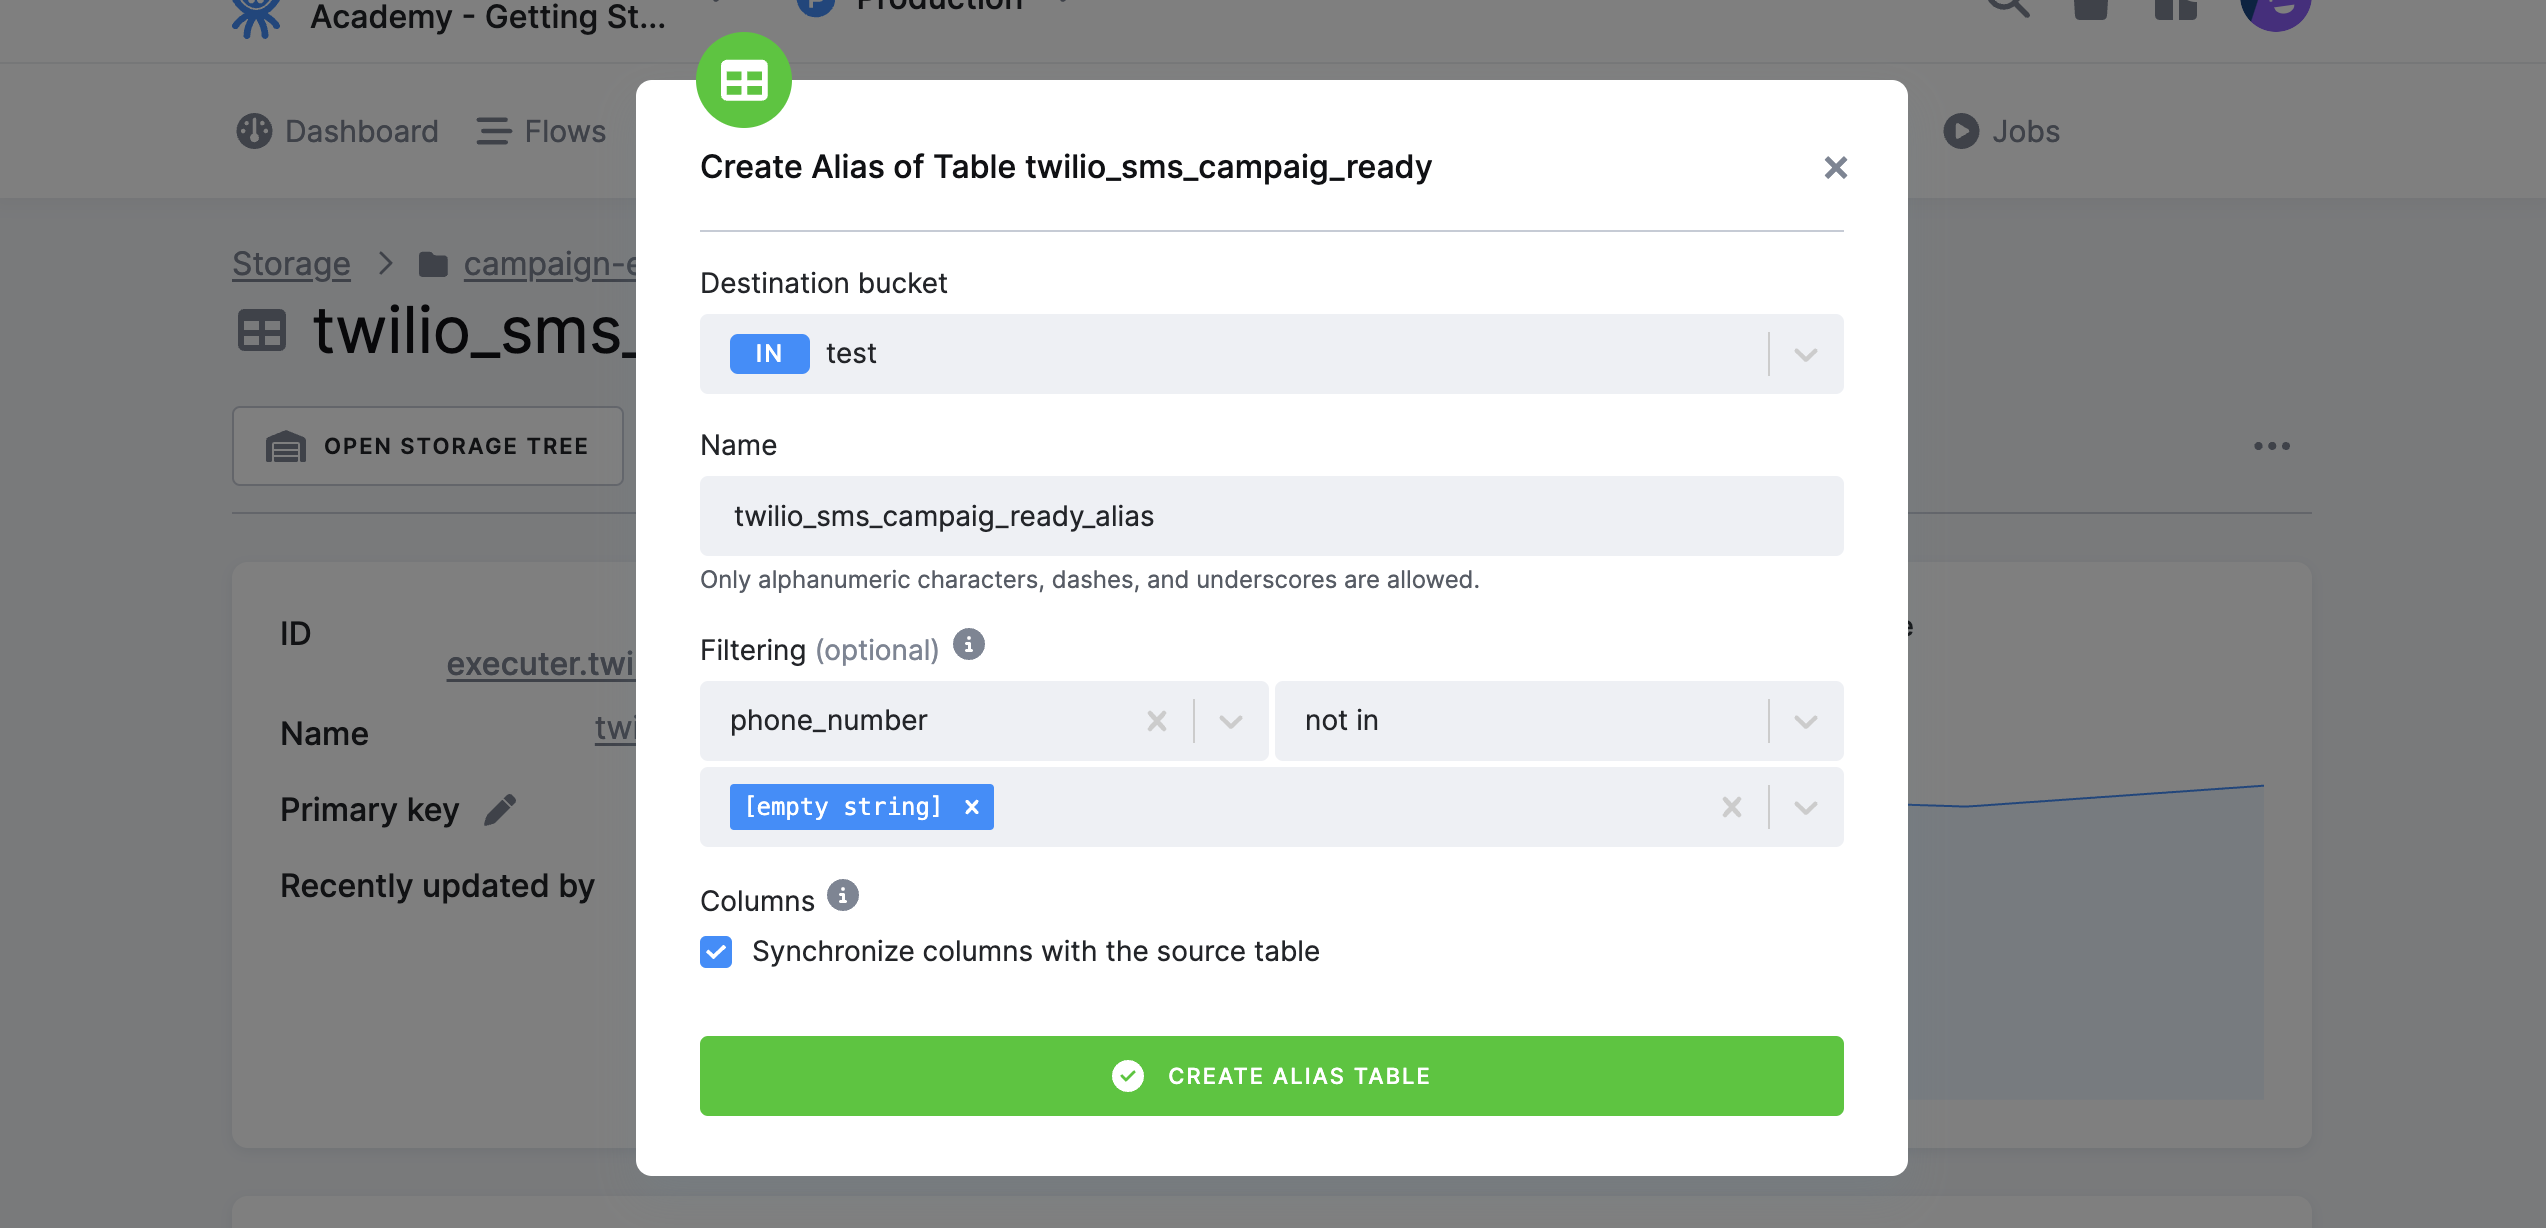 Academy - Getting St...
Production
Dashboard
Flows
Jobs
Storage
campaign-e
twilio_sms_
OPEN STORAGE TREE
ID
executer.twi
Name
twi
Primary key
Recently updated by
Create Alias of Table twilio_sms_campaig_ready
Destination bucket
IN test
Name
twilio_sms_campaig_ready_alias
Only alphanumeric characters, dashes, and underscores are allowed.
Filtering (optional)
phone_number
not in
[empty string]
Columns
Synchronize columns with the source table
CREATE ALIAS TABLE